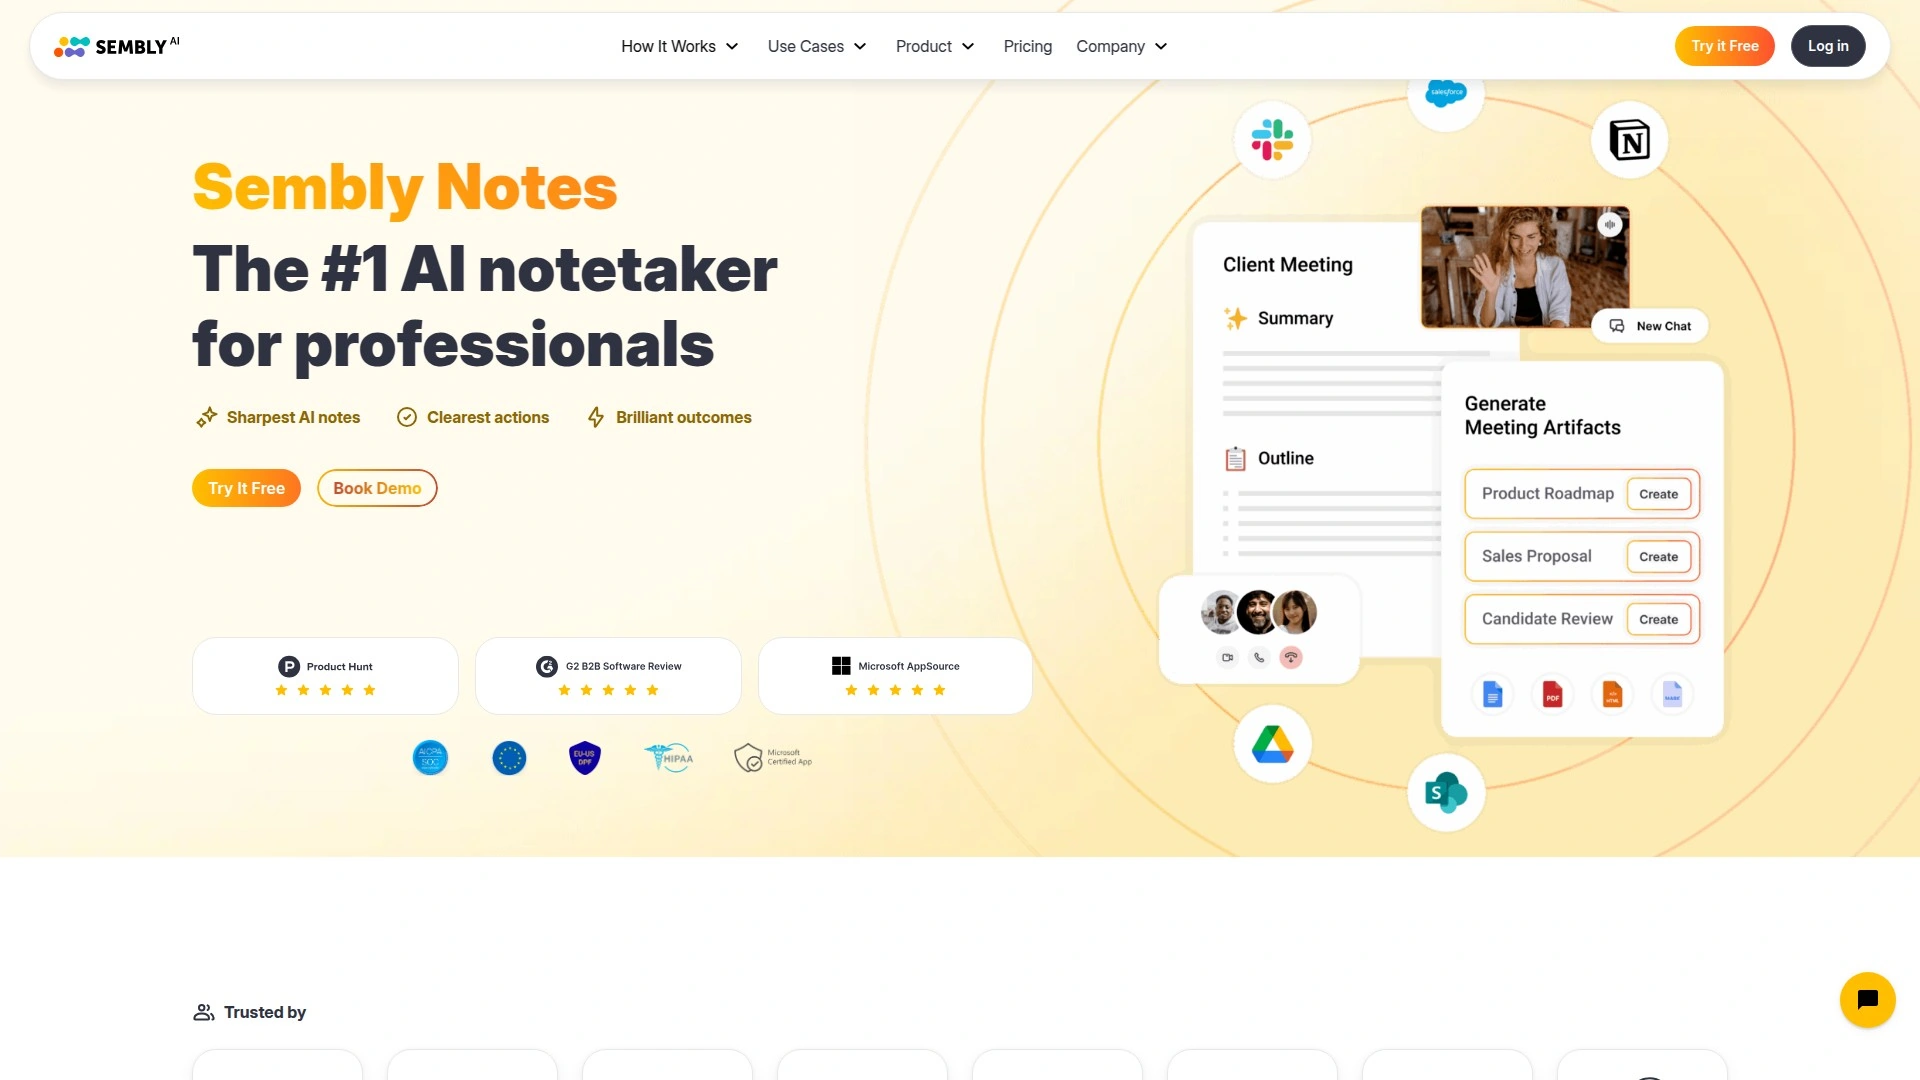 SEMBLY AI
How It Works
Use Cases
Product
Pricing
Company
Try it Free
Log in
Sembly Notes
The #1 AI notetaker
for professionals
Sharpest AI notes
Clearest actions
Brilliant outcomes
Try It Free
Book Demo
Product Hunt
G2 B2B Software Review
Microsoft AppSource
AICPA
SOC
EU-US
DPF
HIPAA
Microsoft
Certified App
salesforce
N
Client Meeting
Summary
New Chat
Generate
Meeting Artifacts
Outline
Product Roadmap
Create
Sales Proposal
Create
Candidate Review
Create
PDF
HTML
S
Trusted by